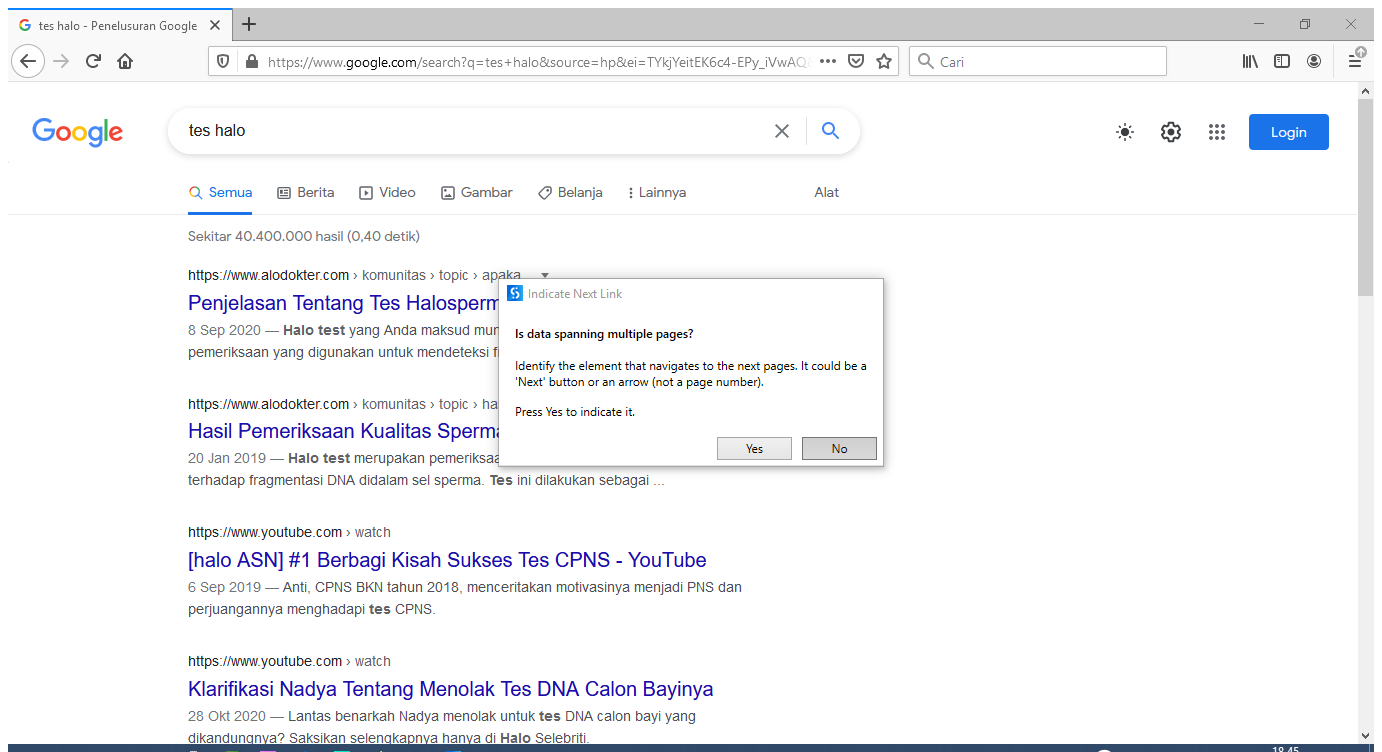 tes halo - Penelusuran Google
https://www.google.com/search?q=tes+halo&source=hp&ei=TYkjYeitEK6c4-EPy_iVwAQ
Cari
Google
tes halo
Login
Semua
Berita
Video
Gambar
Belanja
Lainnya
Alat
Sekitar 40.400.000 hasil (0,40 detik)
https://www.alodokter.com › komunitas › topic › apaka...
Penjelasan Tentang Tes Halosperm
8 Sep 2020 — Halo test yang Anda maksud mun
pemeriksaan yang digunakan untuk mendeteksi f
https://www.alodokter.com › komunitas › topic › ha
Hasil Pemeriksaan Kualitas Sperma
20 Jan 2019 — Halo test merupakan pemeriksaa
terhadap fragmentasi DNA didalam sel sperma. Tes ini dilakukan sebagai ...
Indicate Next Link
Is data spanning multiple pages?
Identify the element that navigates to the next pages. It could be a
'Next' button or an arrow (not a page number).
Press Yes to indicate it.
Yes
No
https://www.youtube.com › watch
[halo ASN] #1 Berbagi Kisah Sukses Tes CPNS - YouTube
6 Sep 2019 — Anti, CPNS BKN tahun 2018, menceritakan motivasinya menjadi PNS dan
perjuangannya menghadapi tes CPNS.
https://www.youtube.com › watch
Klarifikasi Nadya Tentang Menolak Tes DNA Calon Bayinya
28 Okt 2020 — Lantas benarkah Nadya menolak untuk tes DNA calon bayi yang
dikandungnya? Saksikan selengkapnya hanya di Halo Selebriti.
18.45